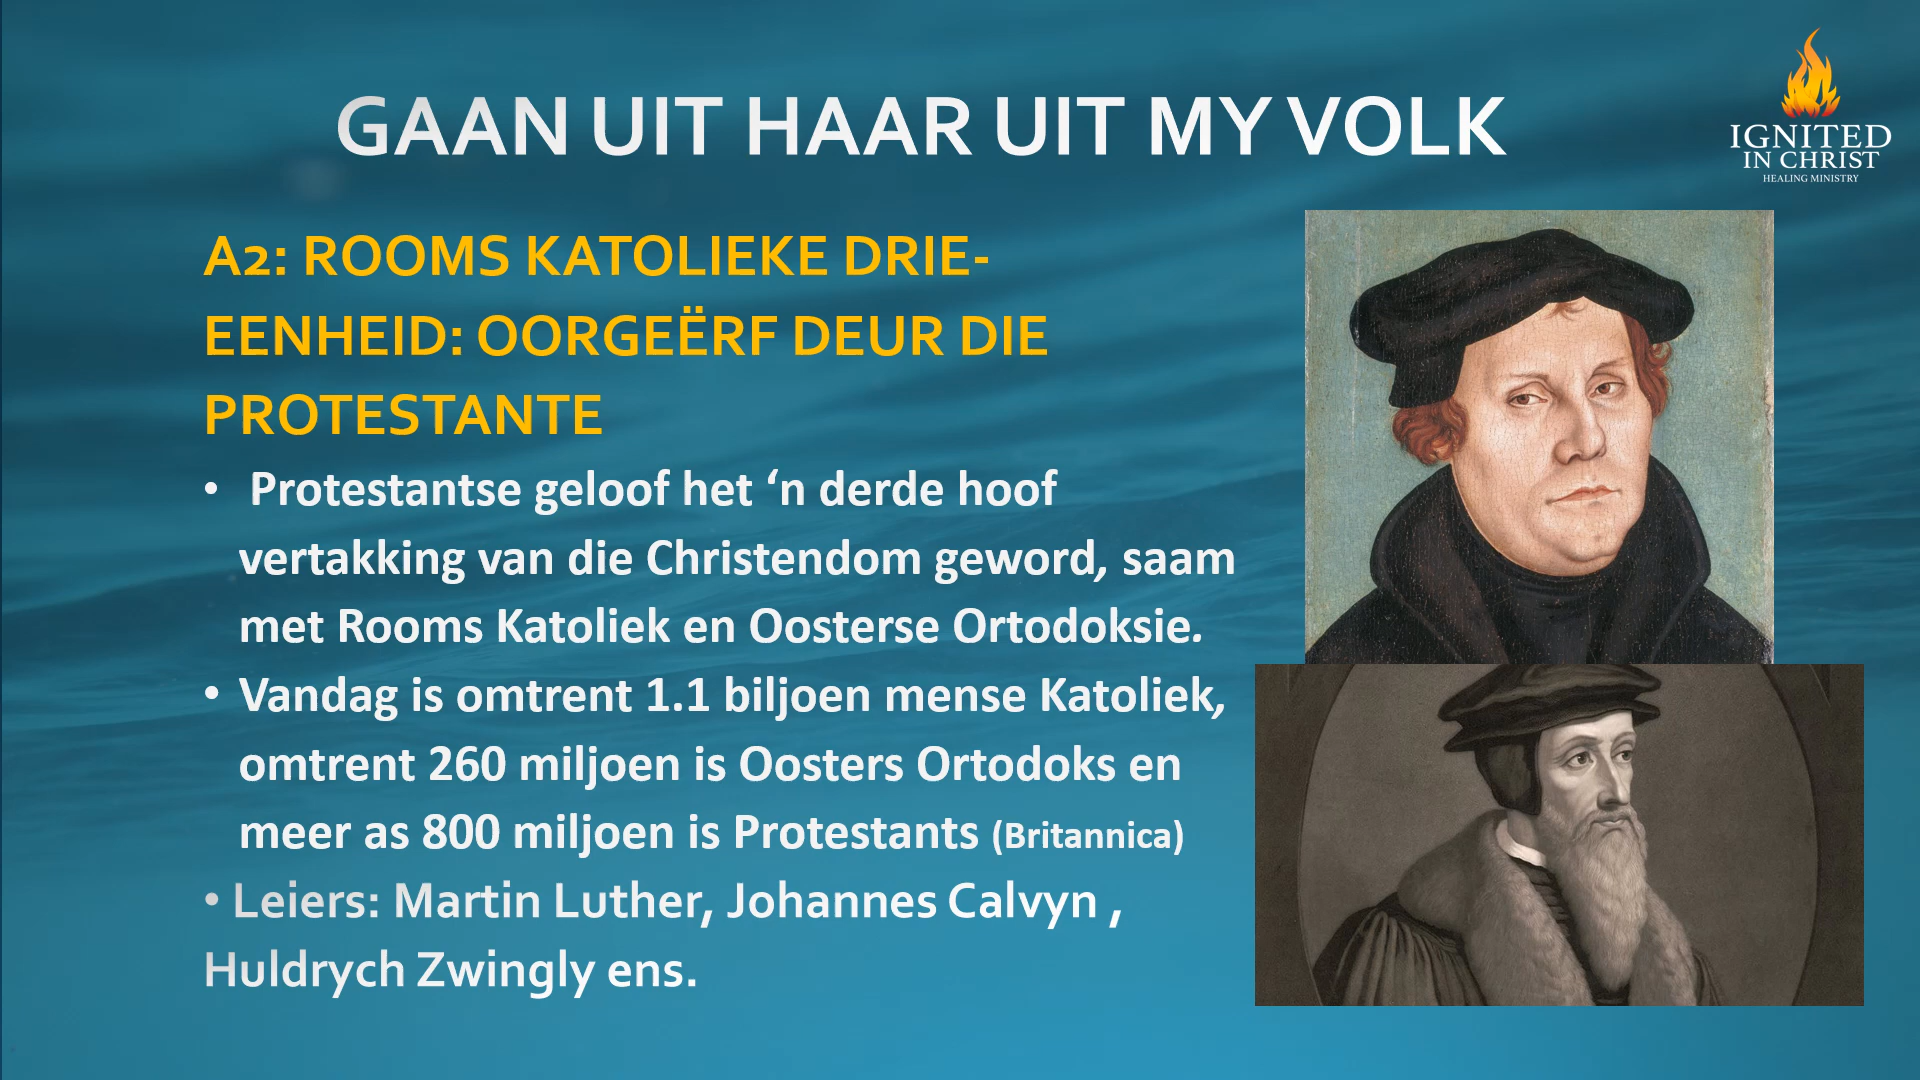 GAAN UIT HAAR UIT MY VOLK
IGNITED
IN CHRIST
HEALING MINISTRY
A2: ROOMS KATOLIEKE DRIE-
EENHEID: OORGEËRF DEUR DIE
PROTESTANTE
• Protestantse geloof het ‘n derde hoof
vertakking van die Christendom geword, saam
met Rooms Katoliek en Oosterse Ortodoksie.
• Vandag is omtrent 1.1 biljoen mense Katoliek,
omtrent 260 miljoen is Oosters Ortodoks en
meer as 800 miljoen is Protestants (Britannica)
• Leiers: Martin Luther, Johannes Calvyn ,
Huldrych Zwingly ens.